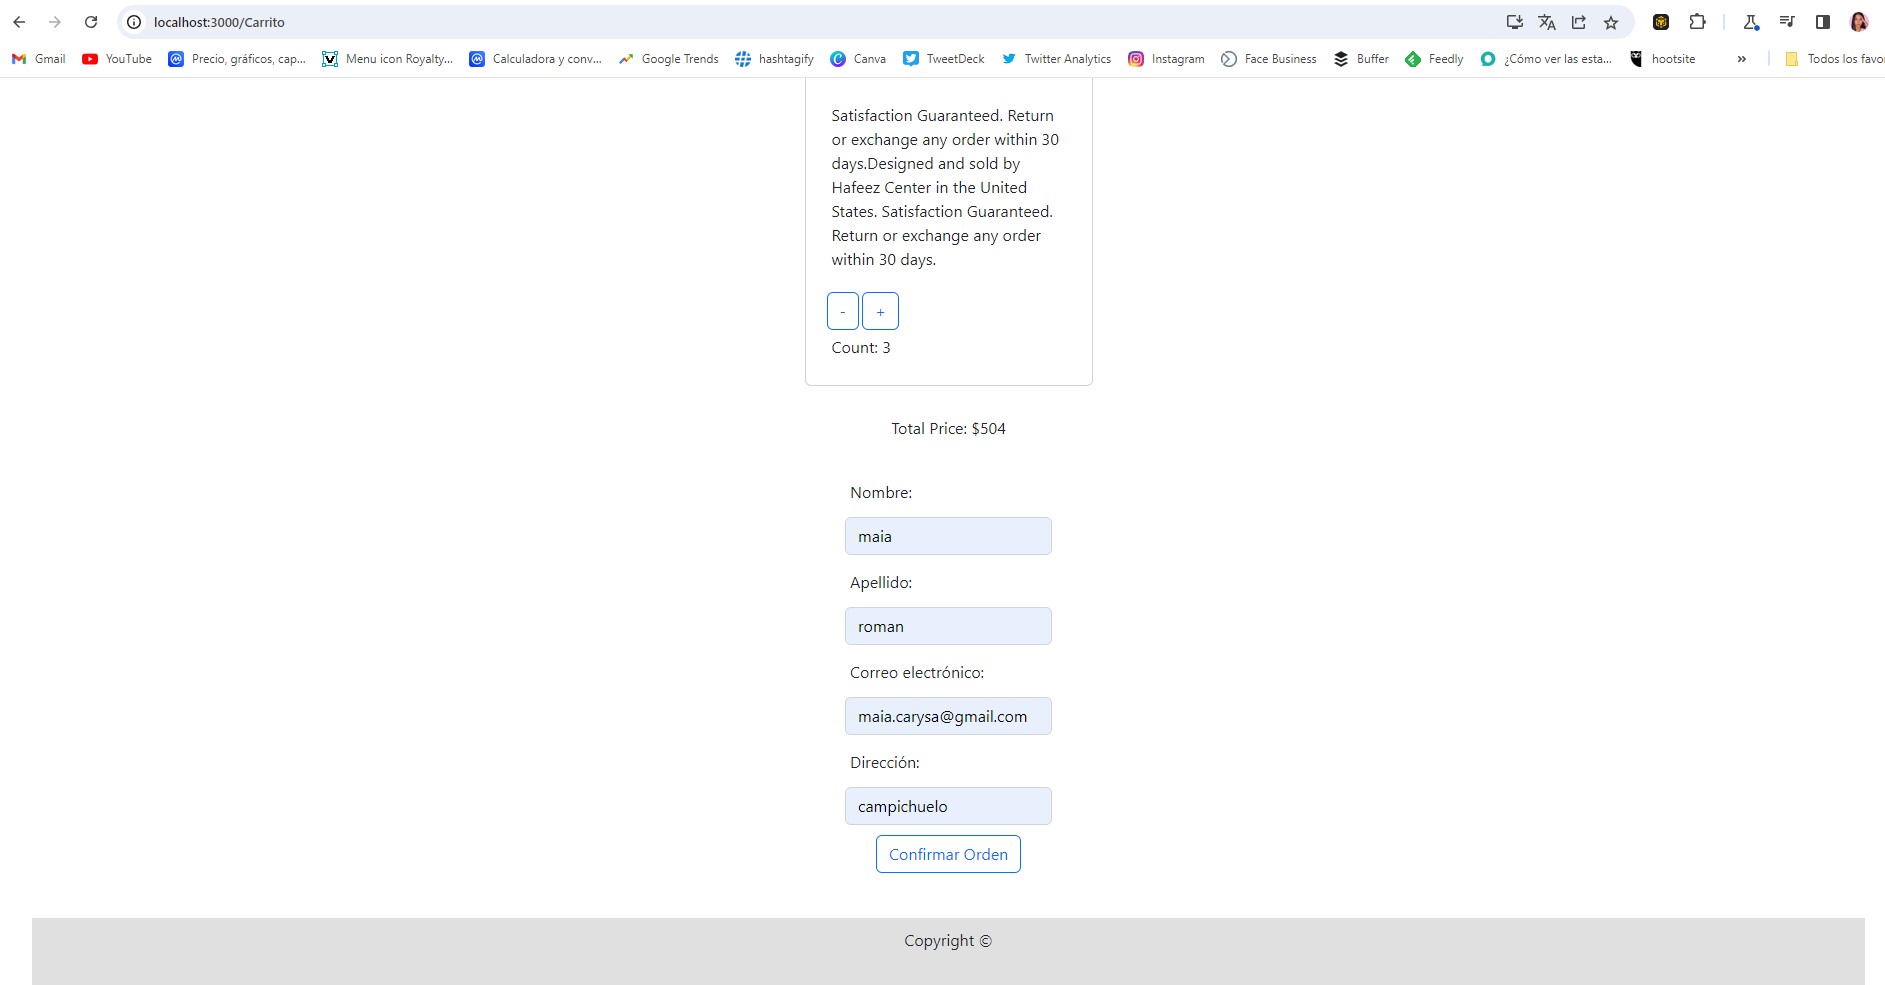 localhost:3000/Carrito
Gmail YouTube Precio, gráficos, cap... Menu icon Royalty... Calculadora y conv... Google Trends hashtagify Canva TweetDeck Twitter Analytics Instagram Face Business Buffer Feedly ¿Cómo ver las esta... hootsite » Todos los favo
Satisfaction Guaranteed. Return
or exchange any order within 30
days.Designed and sold by
Hafeez Center in the United
States. Satisfaction Guaranteed.
Return or exchange any order
within 30 days.
- +
Count: 3
Total Price: $504
Nombre:
maia
Apellido:
roman
Correo electrónico:
maia.carysa@gmail.com
Dirección:
campichuelo
Confirmar Orden
Copyright ©